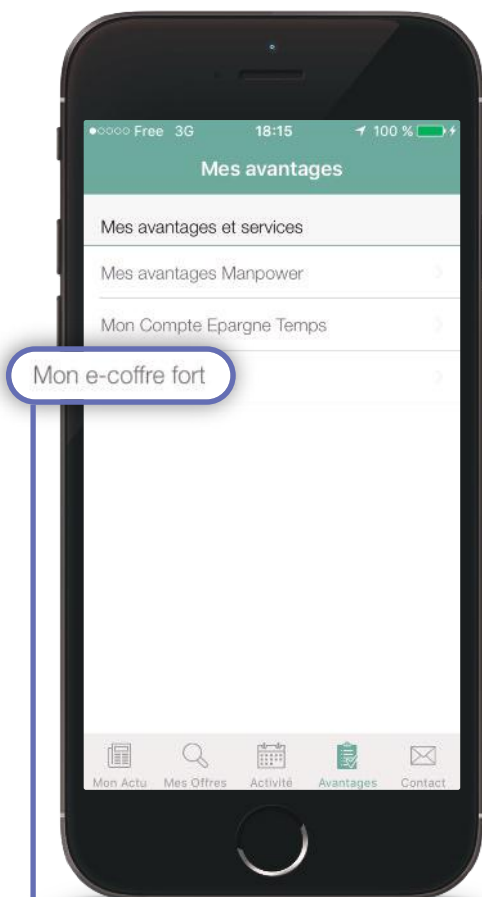 Free 3G 18:15 100 %
Mes avantages
Mes avantages et services
Mes avantages Manpower
Mon Compte Epargne Temps
Mon e-coffre fort
Mon Actu Mes Offres Activité Avantages Contact